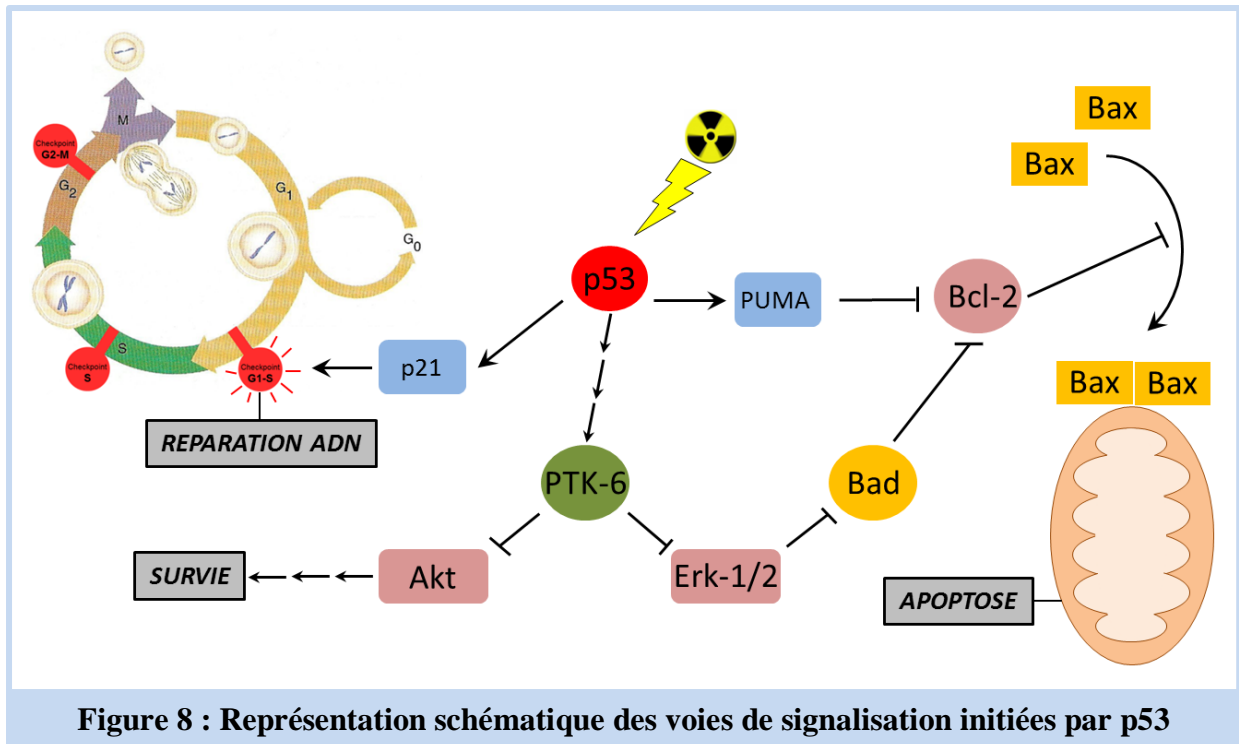 M
Checkpoint
G2-M
G2
G1
G0
S
Checkpoint
S
Checkpoint
G1-S
REPARATION ADN
p21
p53
PUMA
Bcl-2
Bax
Bax
Bax
Bax
PTK-6
Bad
SURVIE
Akt
Erk-1/2
APOPTOSE
Figure 8 : Représentation schématique des voies de signalisation initiées par p53